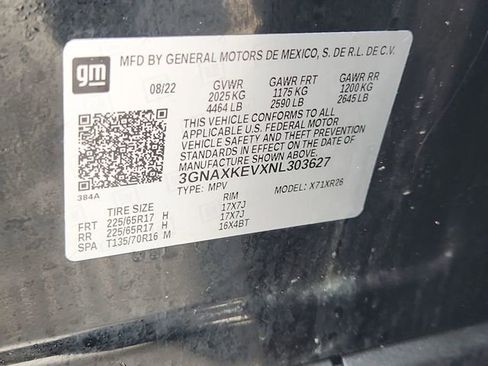 gm
MFD BY GENERAL MOTORS DE MEXICO, S. DE R.L. DE C.V.
08/22 GVWR GAWR FRT GAWR RR
2025 KG 1175 KG 1200 KG
4464 LB 2590 LB 2645 LB
THIS VEHICLE CONFORMS TO ALL
APPLICABLE U.S. FEDERAL MOTOR
VEHICLE SAFETY AND THEFT PREVENTION
STANDARDS IN EFFECT ON THE DATE OF
MANUFACTURE SHOWN ABOVE.
3GNAXKEVXNL303627
384A
TYPE: MPV MODEL: X71XR26
TIRE SIZE RIM
FRT 225/65R17 H 17X7J
RR 225/65R17 H 17X7J
SPA T135/70R16 M 16X4BT